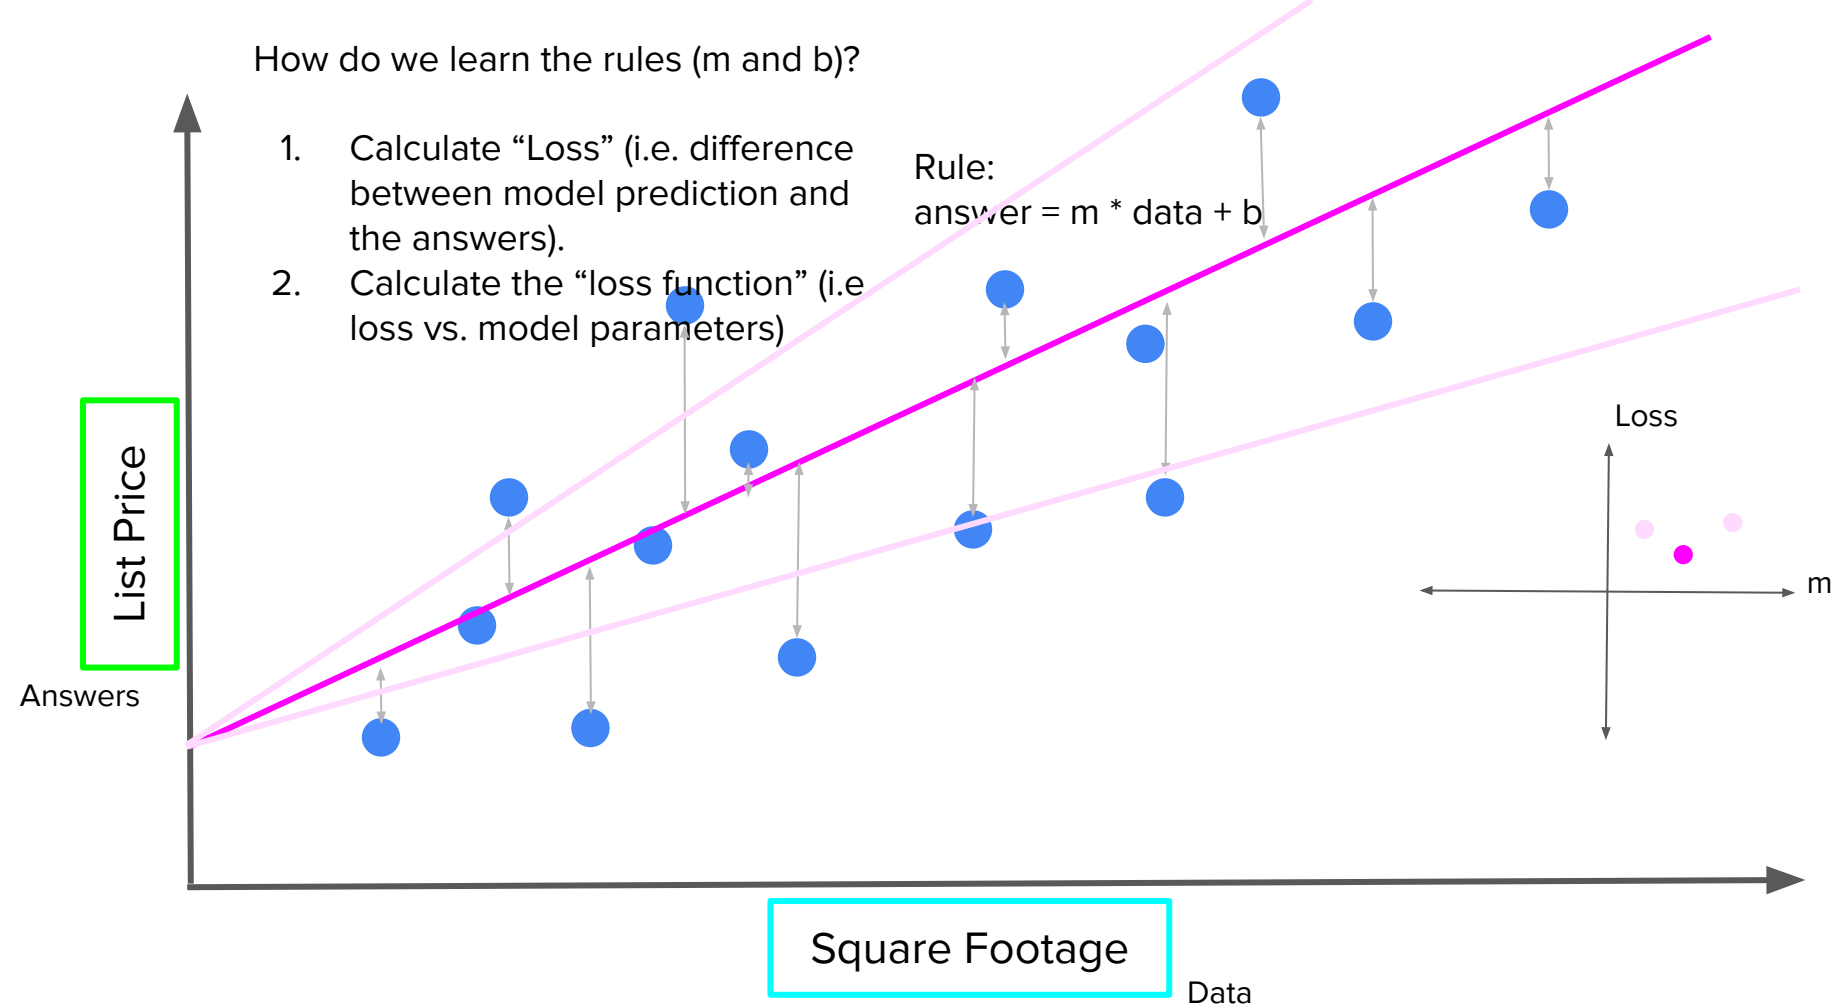 How do we learn the rules (m and b)?
1. Calculate “Loss” (i.e. difference
between model prediction and
the answers).
2. Calculate the “loss function” (i.e
loss vs. model parameters)
Rule:
answer = m * data + b
List Price
Answers
Loss
m
Square Footage
Data